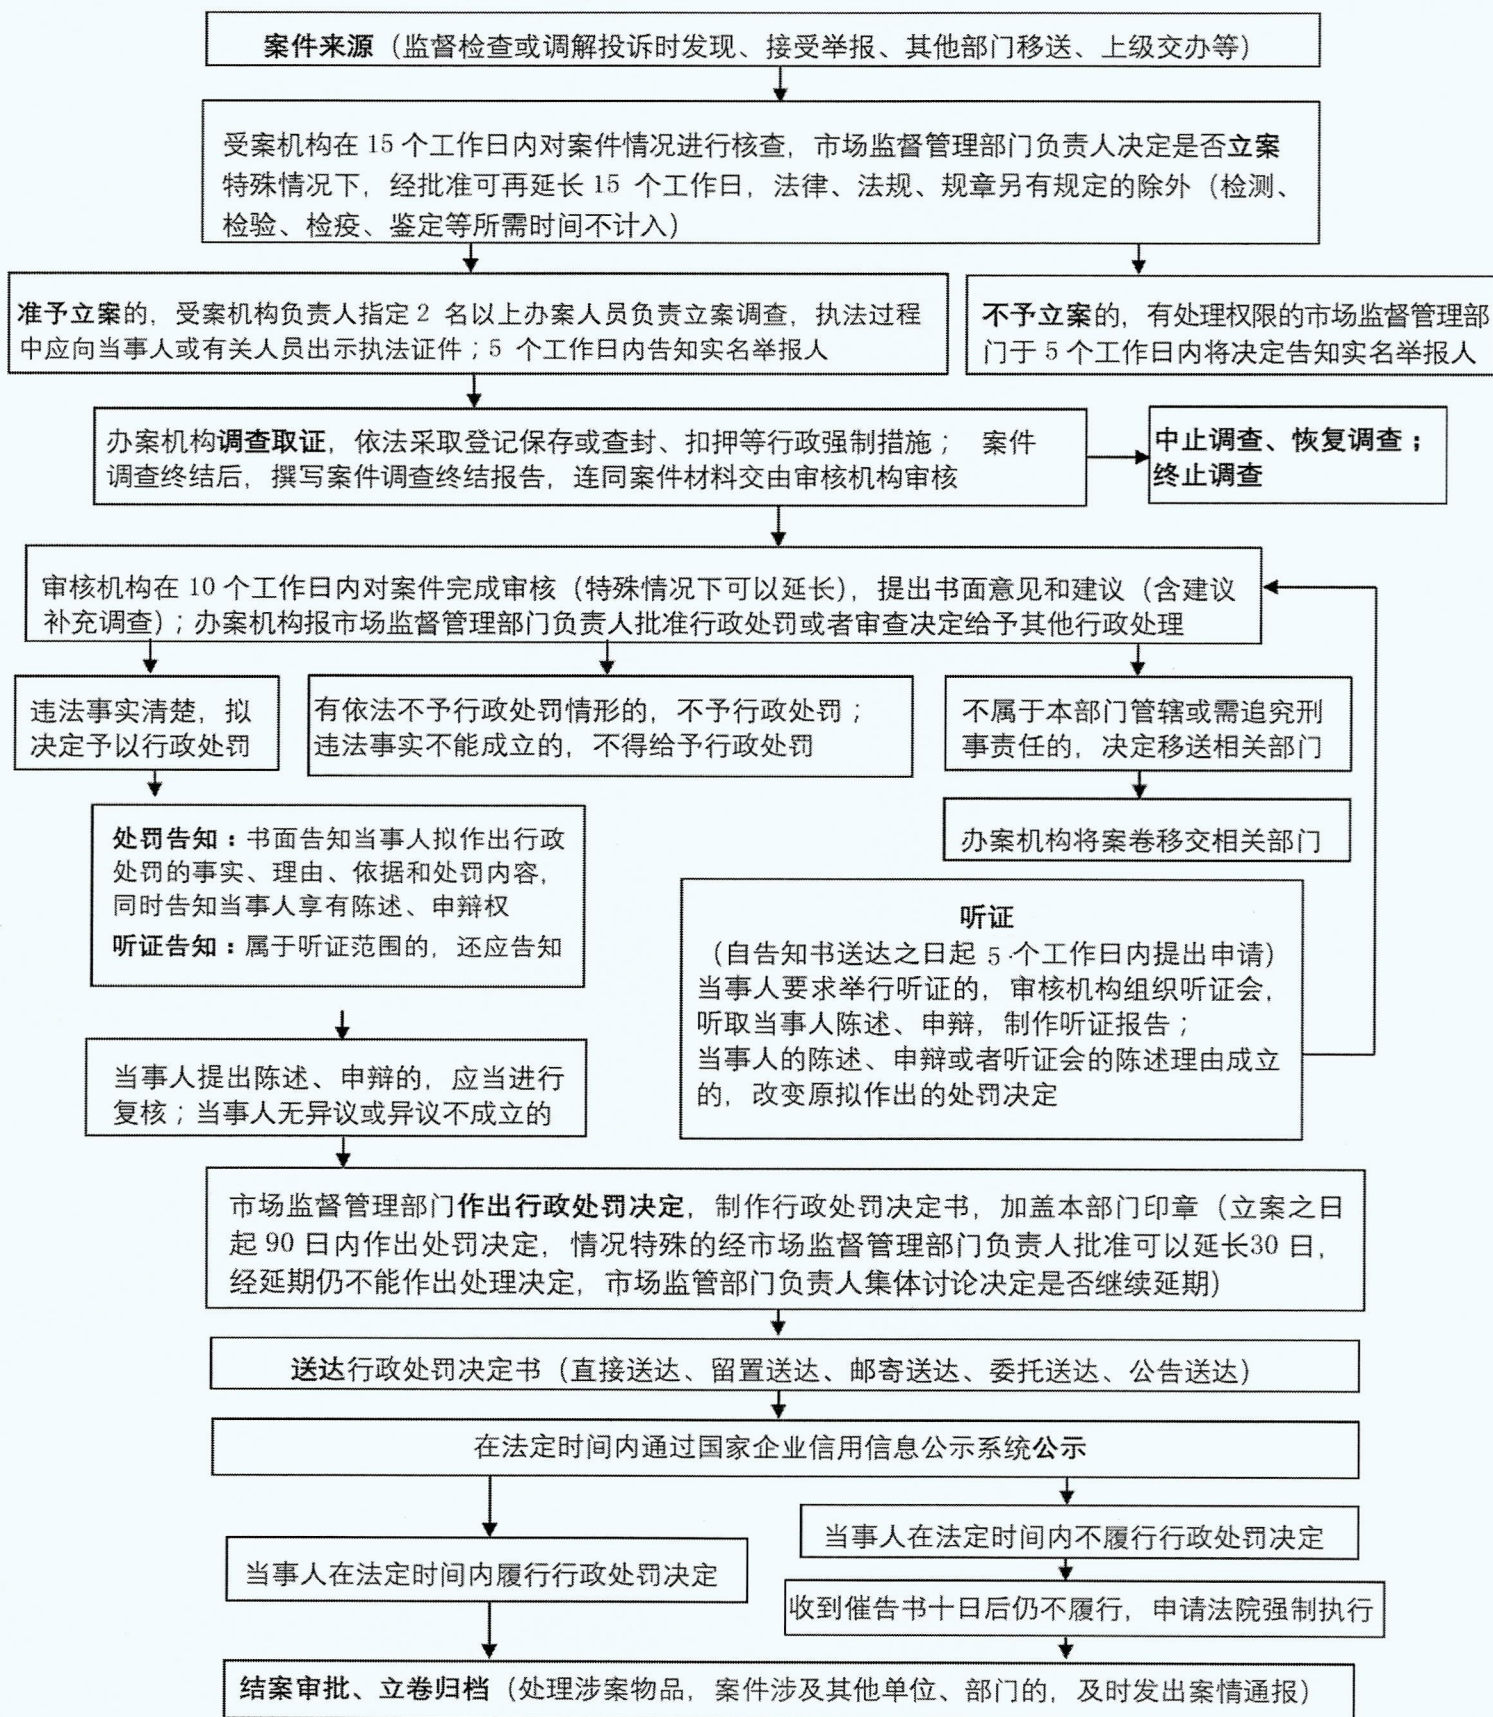 案件来源（监督检查或调解投诉时发现、接受举报、其他部门移送、上级交办等）
受案机构在 15 个工作日内对案件情况进行核查，市场监督管理部门负责人决定是否立案
特殊情况下，经批准可再延长 15 个工作日，法律、法规、规章另有规定的除外（检测、
检验、检疫、鉴定等所需时间不计入）
准予立案的，受案机构负责人指定 2 名以上办案人员负责立案调查，执法过程
中应向当事人或有关人员出示执法证件；5 个工作日内告知实名举报人
不予立案的，有处理权限的市场监督管理部
门于 5 个工作日内将决定告知实名举报人
办案机构调查取证，依法采取登记保存或查封、扣押等行政强制措施； 案件
调查终结后，撰写案件调查终结报告，连同案件材料交由审核机构审核
中止调查、恢复调查；
终止调查
审核机构在 10 个工作日内对案件完成审核（特殊情况下可以延长），提出书面意见和建议（含建议
补充调查）；办案机构报市场监督管理部门负责人批准行政处罚或者审查决定给予其他行政处理
违法事实清楚，拟
决定予以行政处罚
有依法不予行政处罚情形的，不予行政处罚；
违法事实不能成立的，不得给予行政处罚
不属于本部门管辖或需追究刑
事责任的，决定移送相关部门
办案机构将案卷移交相关部门
处罚告知：书面告知当事人拟作出行政
处罚的事实、理由、依据和处罚内容，
同时告知当事人享有陈述、申辩权
听证告知：属于听证范围的，还应告知
听证
（自告知书送达之日起 5 个工作日内提出申请）
当事人要求举行听证的，审核机构组织听证会，
听取当事人陈述、申辩，制作听证报告；
当事人的陈述、申辩或者听证会的陈述理由成立
的，改变原拟作出的处罚决定
当事人提出陈述、申辩的，应当进行
复核；当事人无异议或异议不成立的
市场监督管理部门作出行政处罚决定，制作行政处罚决定书，加盖本部门印章（立案之日
起 90 日内作出处罚决定，情况特殊的经市场监督管理部门负责人批准可以延长30 日，
经延期仍不能作出处理决定，市场监管部门负责人集体讨论决定是否继续延期）
送达行政处罚决定书（直接送达、留置送达、邮寄送达、委托送达、公告送达）
在法定时间内通过国家企业信用信息公示系统公示
当事人在法定时间内履行行政处罚决定
当事人在法定时间内不履行行政处罚决定
收到催告书十日后仍不履行，申请法院强制执行
结案审批、立卷归档（处理涉案物品，案件涉及其他单位、部门的，及时发出案情通报）